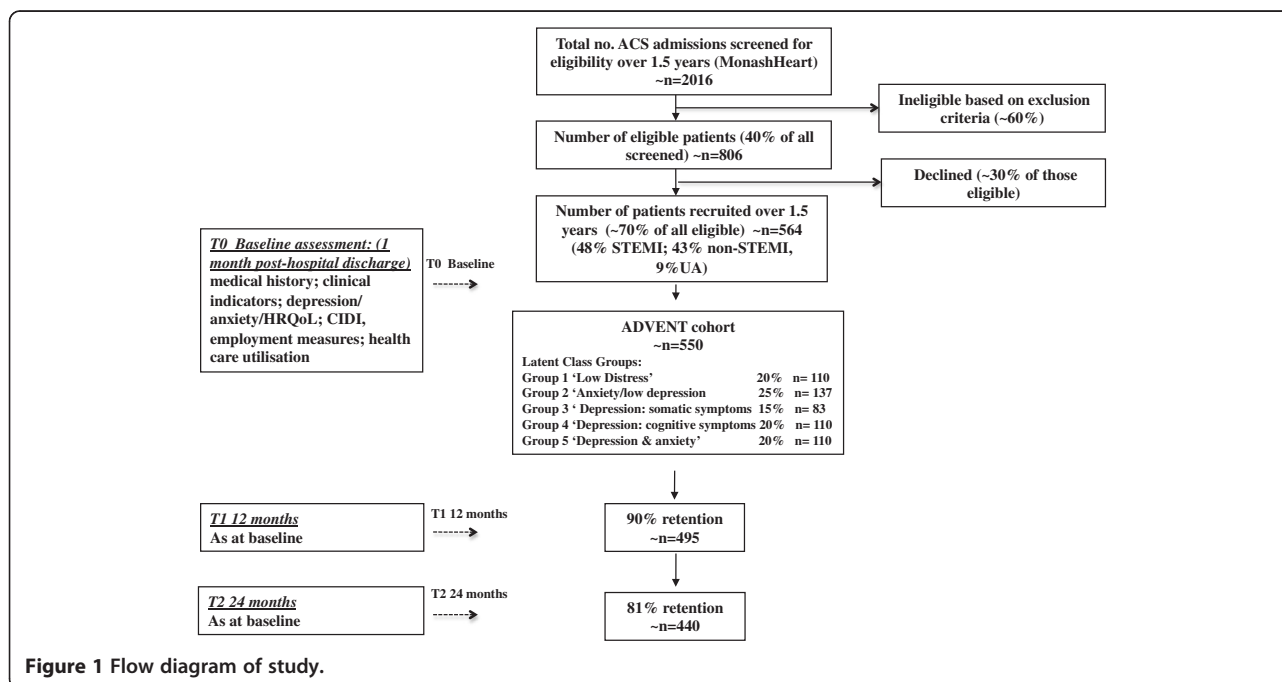 Total no. ACS admissions screened for
eligibility over 1.5 years (MonashHeart)
~n=2016
Ineligible based on exclusion
criteria (~60%)
Number of eligible patients (40% of all
screened) ~n=806
Declined (~30% of those
eligible)
Number of patients recruited over 1.5
years (~70% of all eligible) ~n=564
(48% STEMI; 43% non-STEMI,
9%UA)
T0 Baseline assessment: (1
month post-hospital discharge)
medical history; clinical
indicators; depression/
anxiety/HRQoL; CIDI,
employment measures; health
care utilisation
T0 Baseline
ADVENT cohort
~n=550
Latent Class Groups:
Group 1 ‘Low Distress’ 20% n= 110
Group 2 ‘Anxiety/low depression 25% n= 137
Group 3 ‘ Depression: somatic symptoms 15% n= 83
Group 4 ‘Depression: cognitive symptoms 20% n= 110
Group 5 ‘Depression & anxiety’ 20% n= 110
T1 12 months
As at baseline
T1 12 months
90% retention
~n=495
T2 24 months
As at baseline
T2 24 months
81% retention
~n=440
Figure 1 Flow diagram of study.